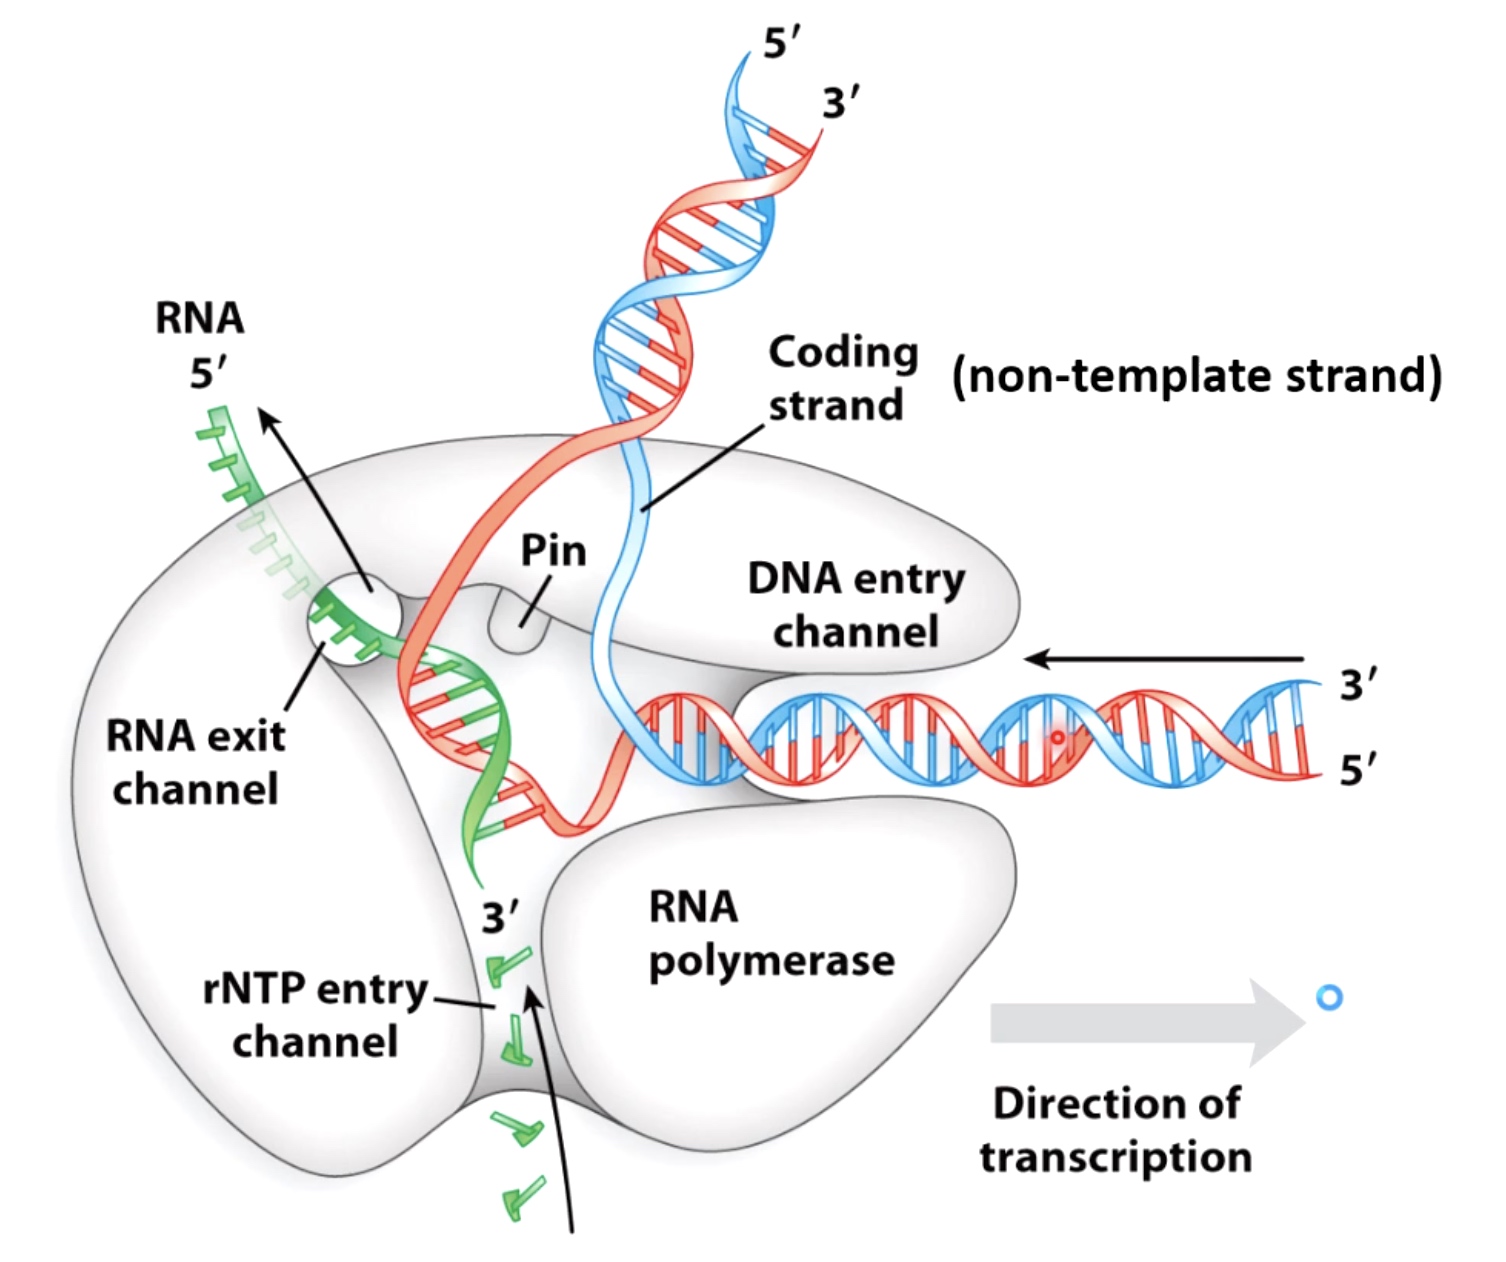 5′
3′
RNA
5′
Coding
strand
(non-template strand)
Pin
DNA entry
channel
3′
5′
RNA exit
channel
3′
RNA
polymerase
rNTP entry
channel
Direction of
transcription